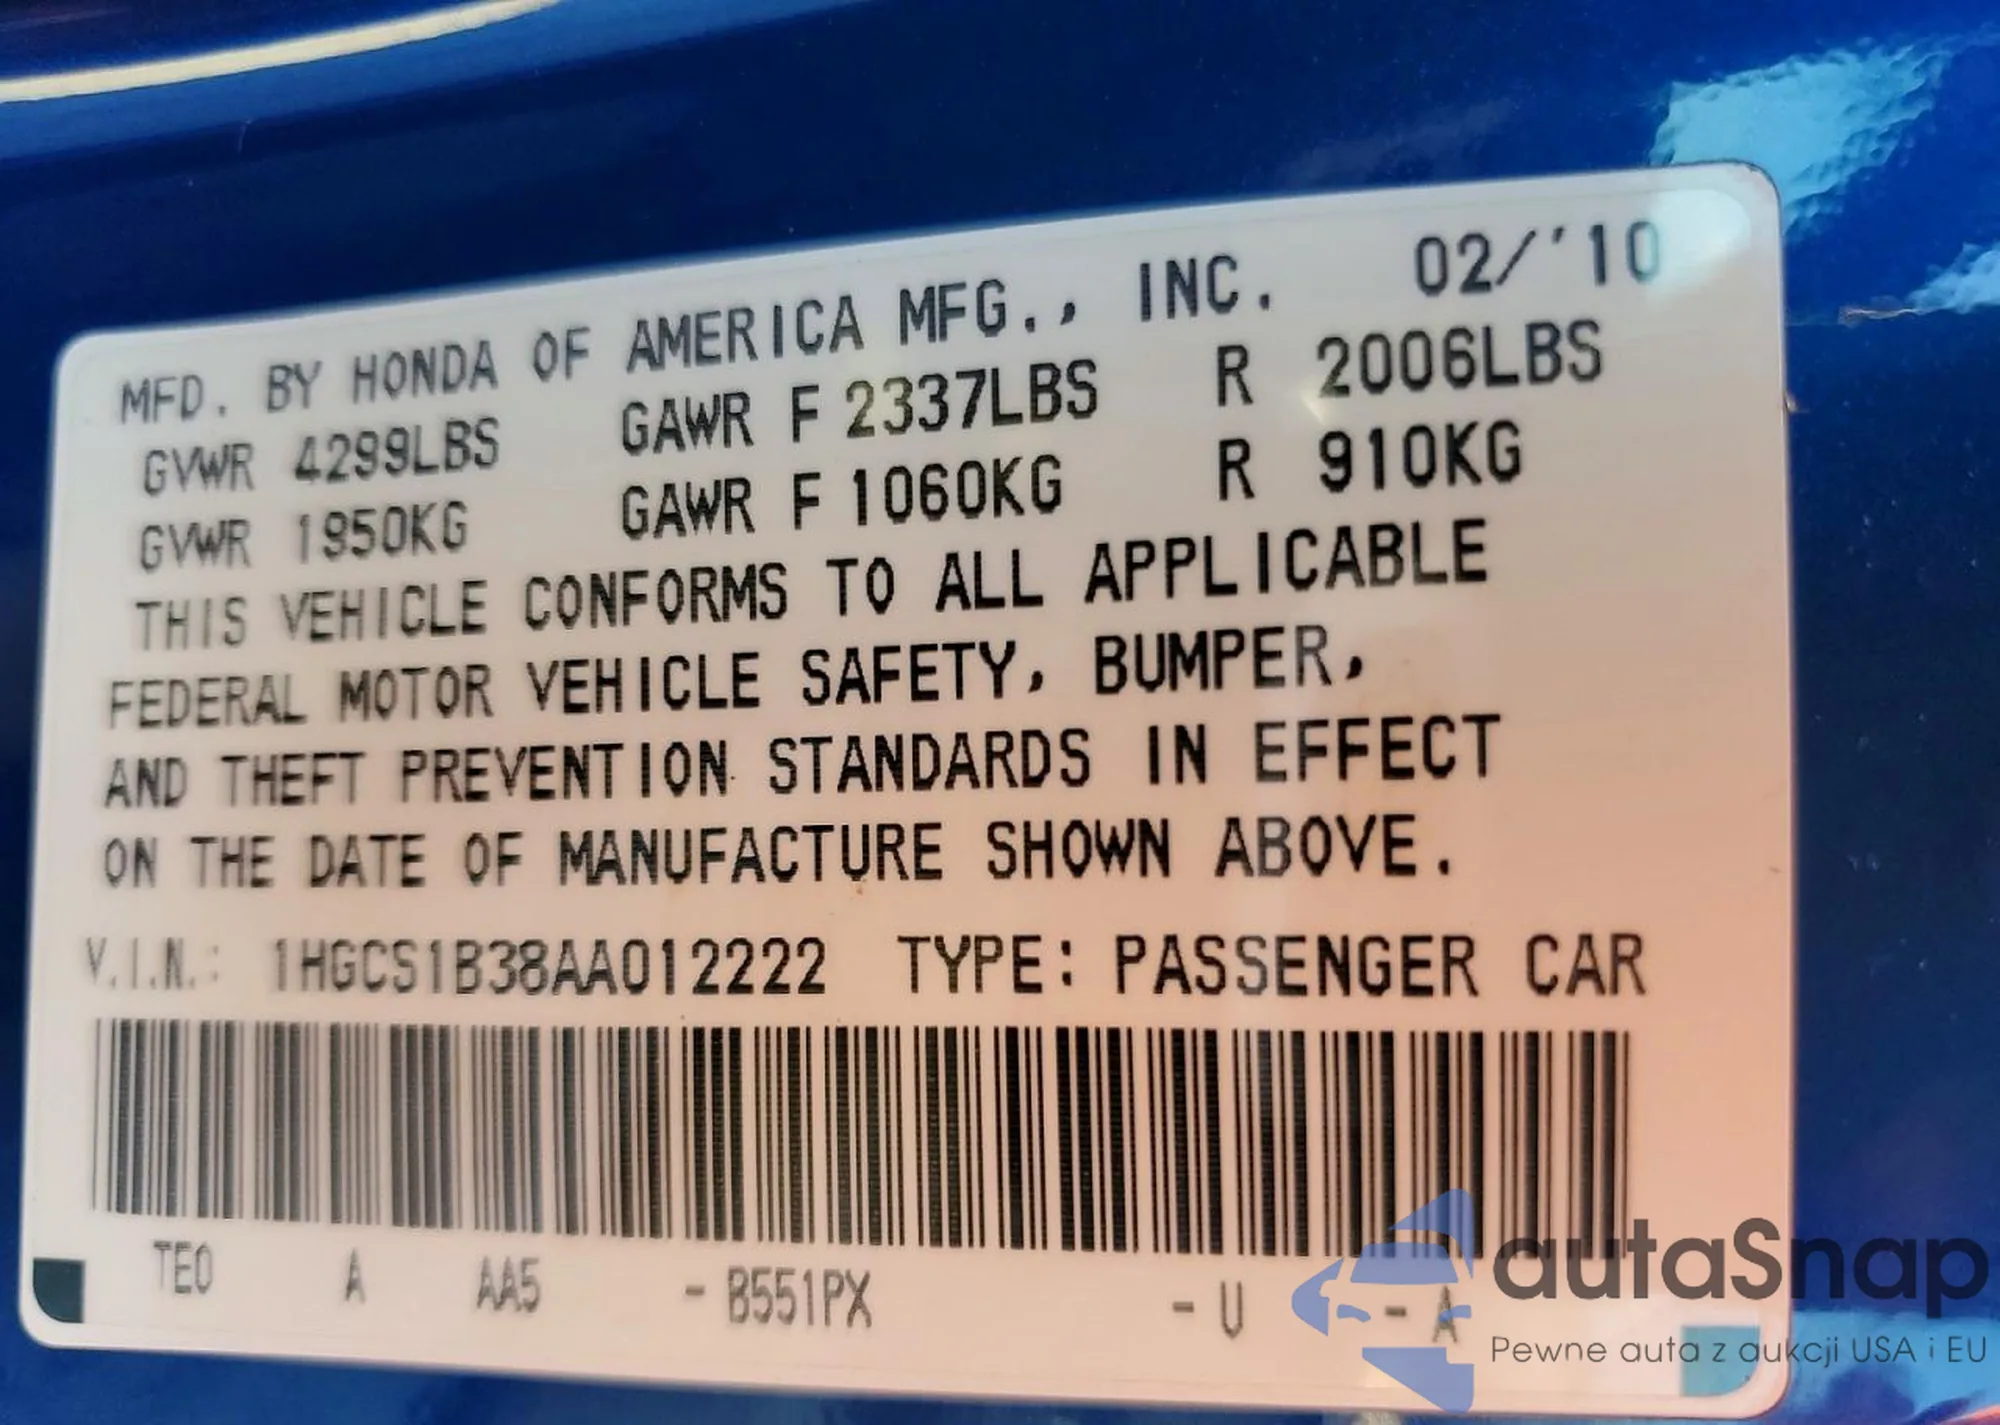 MFD. BY HONDA OF AMERICA MFG., INC. 02/'10
GVWR 4299LBS GAWR F 2337LBS R 2006LBS
GVWR 1950KG GAWR F 1060KG R 910KG
THIS VEHICLE CONFORMS TO ALL APPLICABLE
FEDERAL MOTOR VEHICLE SAFETY, BUMPER,
AND THEFT PREVENTION STANDARDS IN EFFECT
ON THE DATE OF MANUFACTURE SHOWN ABOVE.
V.I.N.: 1HGCS1B38AA012222 TYPE: PASSENGER CAR
TE0 A AA5 - B551PX - U - A
autaSnap
Pewne auta z aukcji USA i EU